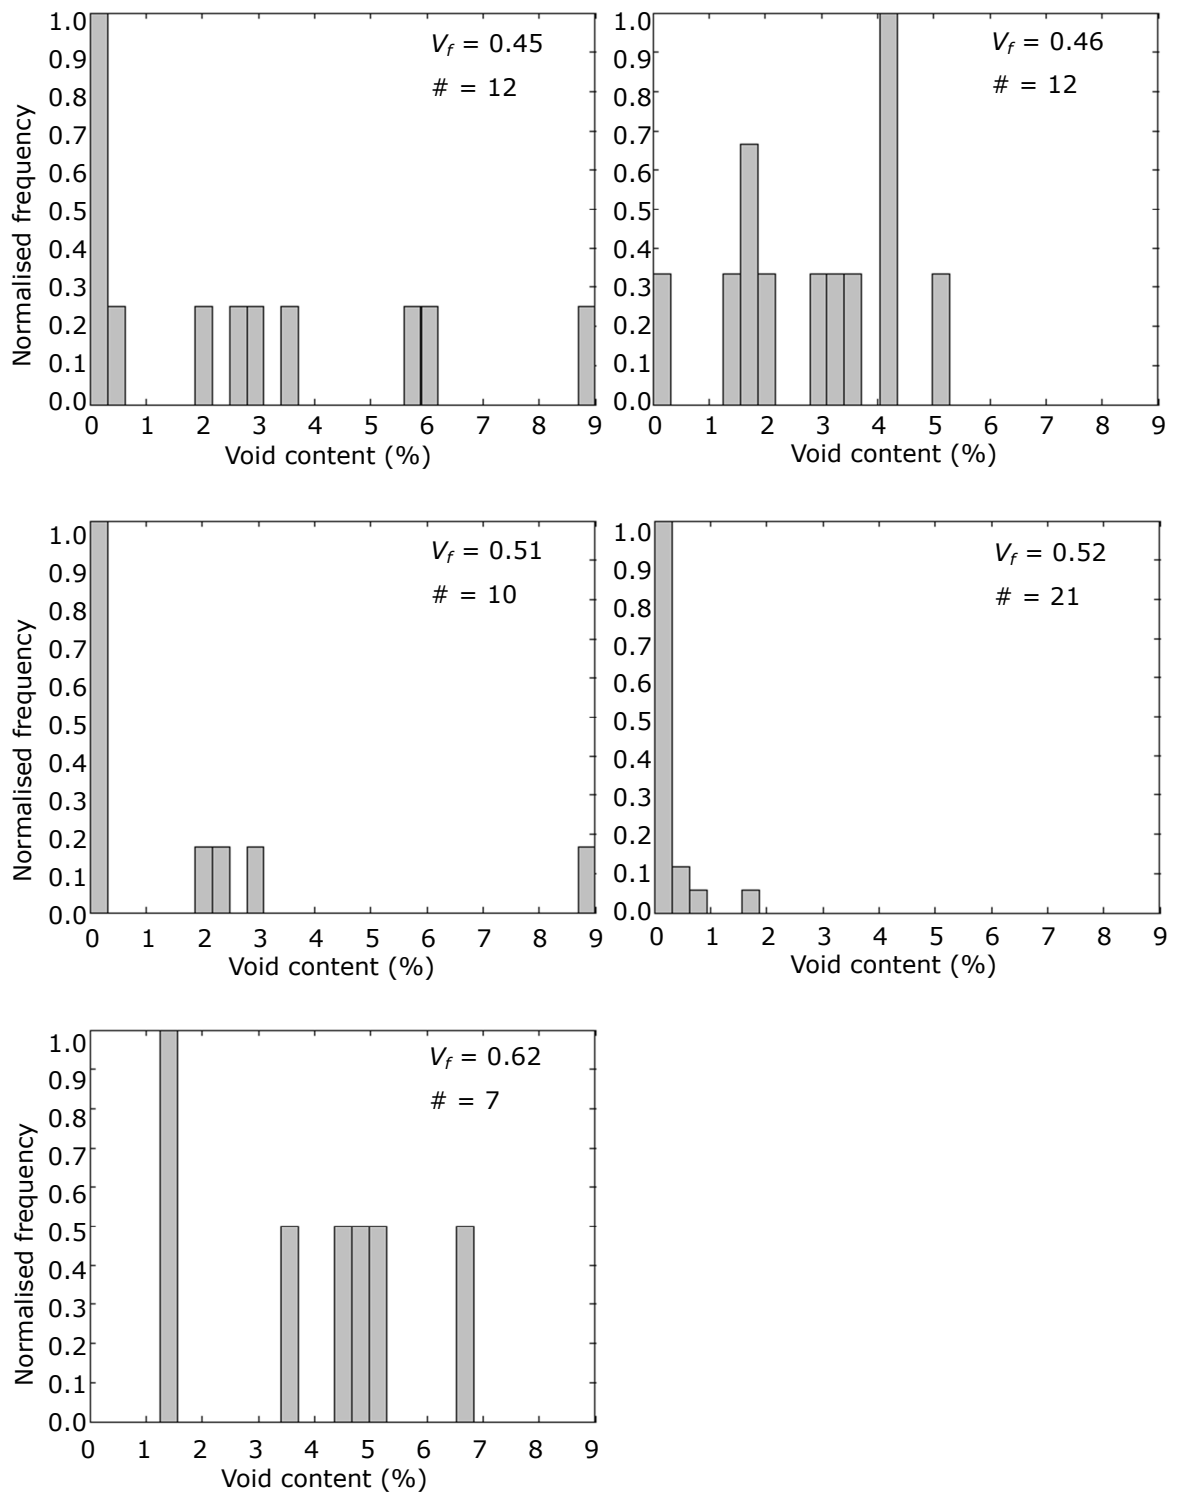 1.0
0.9
0.8
0.7
0.6
0.5
0.4
0.3
0.2
0.1
0.0
Normalised frequency
V_f = 0.45
# = 12
0 1 2 3 4 5 6 7 8 9
Void content (%)
1.0
0.9
0.8
0.7
0.6
0.5
0.4
0.3
0.2
0.1
0.0
V_f = 0.46
# = 12
0 1 2 3 4 5 6 7 8 9
Void content (%)
1.0
0.9
0.8
0.7
0.6
0.5
0.4
0.3
0.2
0.1
0.0
Normalised frequency
V_f = 0.51
# = 10
0 1 2 3 4 5 6 7 8 9
Void content (%)
1.0
0.9
0.8
0.7
0.6
0.5
0.4
0.3
0.2
0.1
0.0
V_f = 0.52
# = 21
0 1 2 3 4 5 6 7 8 9
Void content (%)
1.0
0.9
0.8
0.7
0.6
0.5
0.4
0.3
0.2
0.1
0.0
Normalised frequency
V_f = 0.62
# = 7
0 1 2 3 4 5 6 7 8 9
Void content (%)